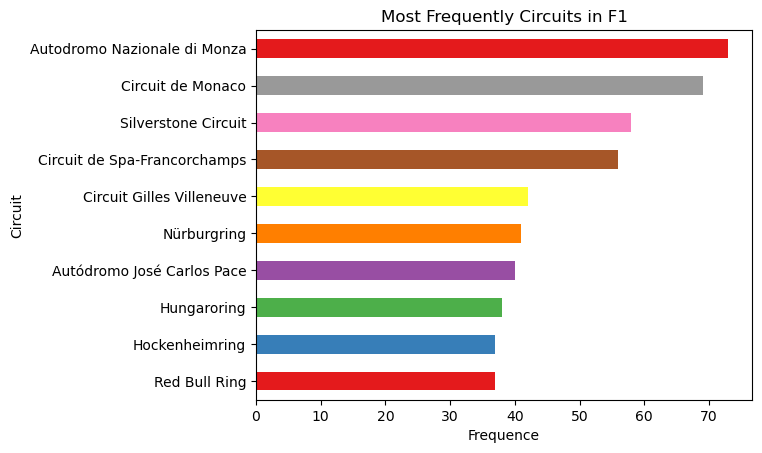 Most Frequently Circuits in F1
Autodromo Nazionale di Monza
Circuit de Monaco
Silverstone Circuit
Circuit de Spa-Francorchamps
Circuit Gilles Villeneuve
Nürburgring
Autódromo José Carlos Pace
Hungaroring
Hockenheimring
Red Bull Ring
Circuit
0 10 20 30 40 50 60 70
Frequence